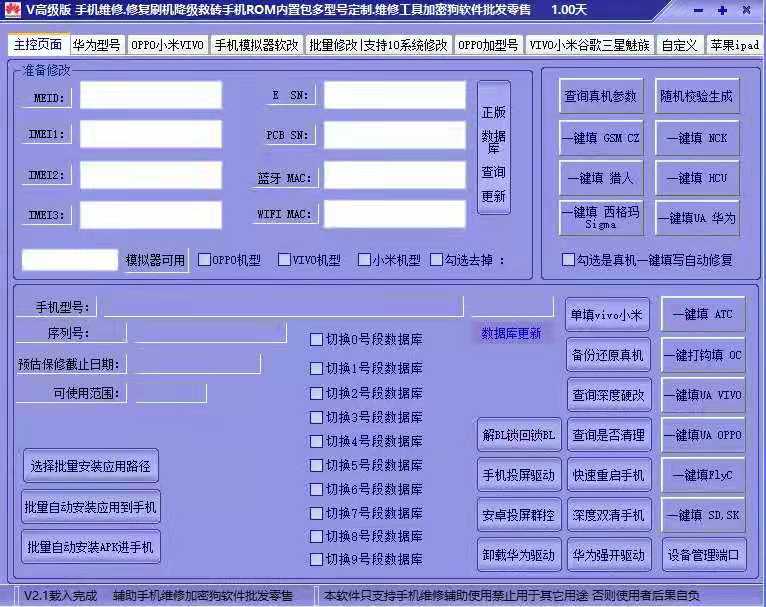 V高级版 手机维修.修复刷机降级救砖手机ROM内置包多型号定制.维修工具加密狗软件批发零售 1.00天
主控页面 华为型号 OPPO小米VIVO 手机模拟器软改 批量修改|支持10系统修改 OPPO加型号 VIVO小米谷歌三星魅族 自定义 苹果ipad
准备修改
MEID:
E SN:
IMEI1:
PCB SN:
IMEI2:
蓝牙 MAC:
IMEI3:
WIFI MAC:
正版
数据
库
查询
更新
模拟器可用 OPPO机型 VIVO机型 小米机型 勾选去掉 :
查询真机参数 随机校验生成
一键填 GSM CZ 一键填 NCK
一键填 猎人 一键填 HCU
一键填 西格玛
Sigma
一键填UA 华为
勾选是真机一键填写自动修复
手机型号:
序列号:
预估保修截止日期:
可使用范围:
数据库更新
切换0号段数据库
切换1号段数据库
切换2号段数据库
切换3号段数据库
切换4号段数据库
切换5号段数据库
切换6号段数据库
切换7号段数据库
切换8号段数据库
切换9号段数据库
选择批量安装应用路径
批量自动安装应用到手机
批量自动安装APK进手机
单填vivo小米 一键填 ATC
备份还原真机 一键打钩填 OC
查询深度硬改 一键填UA VIVO
解BL锁回锁BL 查询是否清理 一键填UA OPPO
手机投屏驱动 快速重启手机 一键填FlyC
安卓投屏群控 深度双清手机 一键填 SD,SK
卸载华为驱动 华为强开驱动 设备管理端口
V2.1载入完成 辅助手机维修加密狗软件批发零售 本软件只支持手机维修辅助使用禁止用于其它用途 否则使用者后果自负